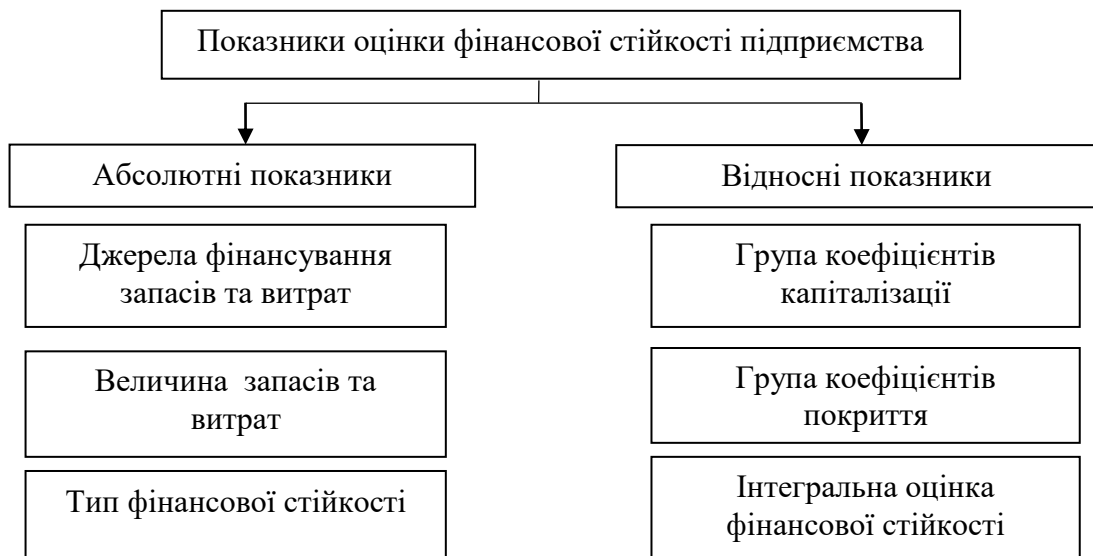 Показники оцінки фінансової стійкості підприємства
Абсолютні показники
Джерела фінансування
запасів та витрат
Величина запасів та
витрат
Тип фінансової стійкості
Відносні показники
Група коефіцієнтів
капіталізації
Група коефіцієнтів
покриття
Інтегральна оцінка
фінансової стійкості